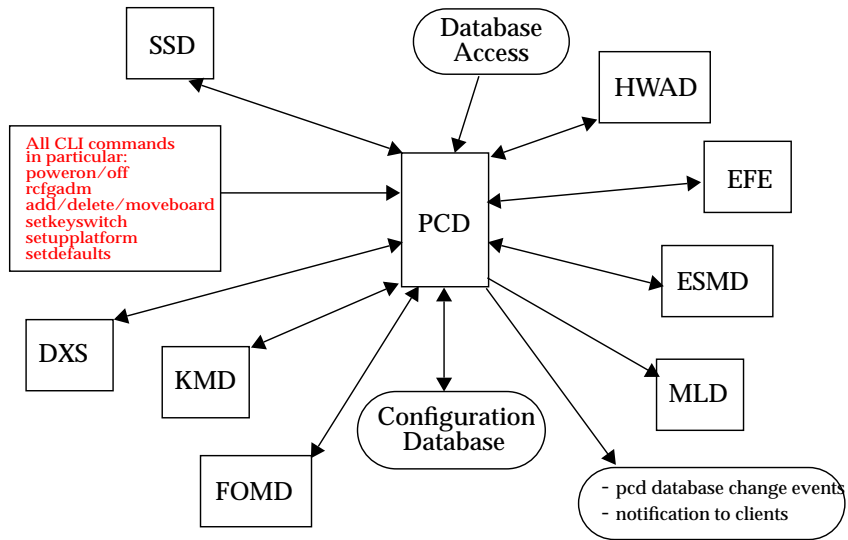 SSD
Database
Access
HWAD
All CLI commands
in particular:
poweron/off
rcfgadm
add/delete/moveboard
setkeyswitch
setupplatform
setdefaults
PCD
EFE
ESMD
DXS
KMD
MLD
Configuration
Database
FOMD
- pcd database change events
- notification to clients